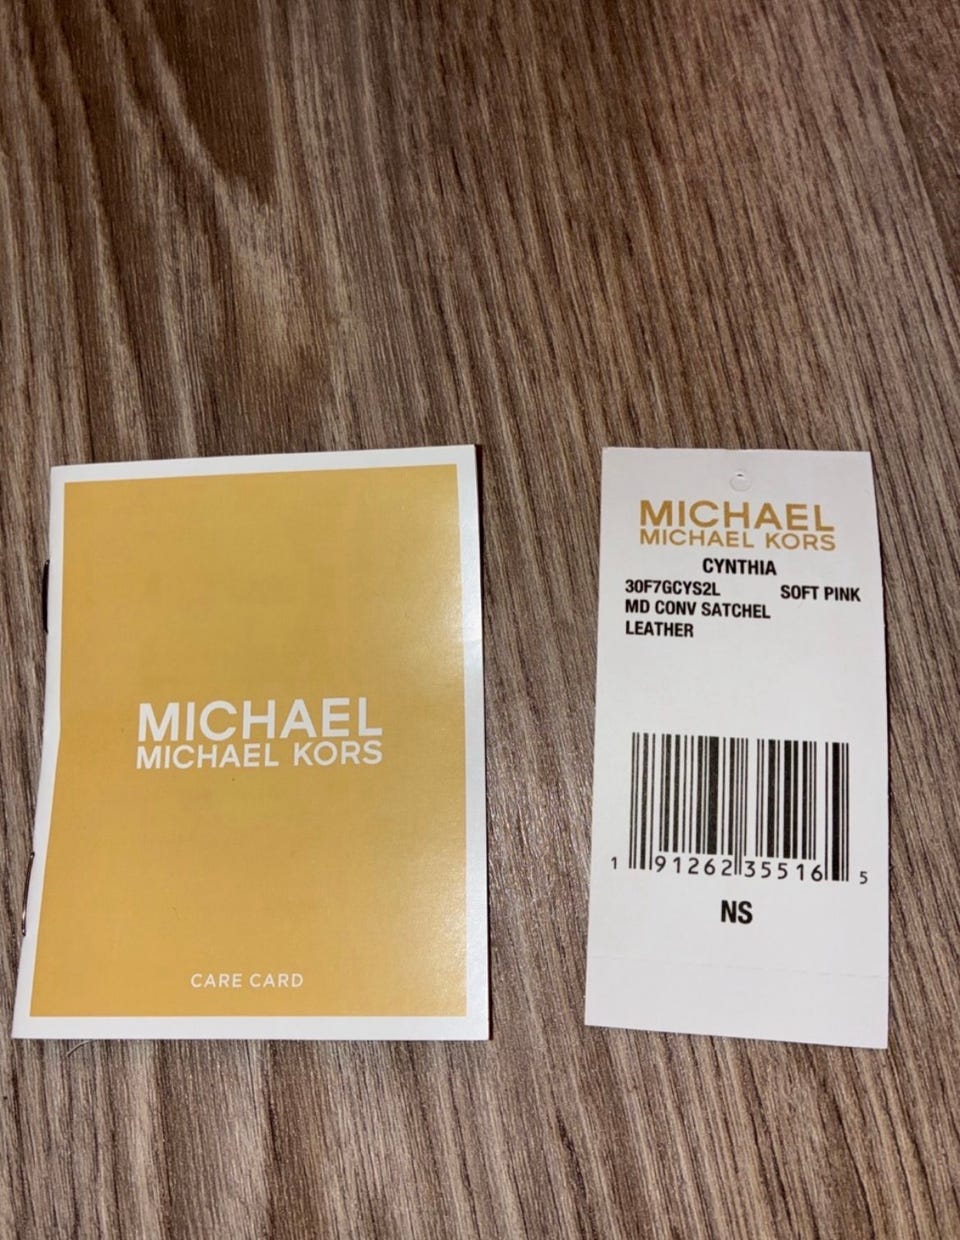 MICHAEL
MICHAEL KORS
CARE CARD
MICHAEL
MICHAEL KORS
CYNTHIA
30F7GCYS2L SOFT PINK
MD CONV SATCHEL
LEATHER
1 91262 35516 5
NS